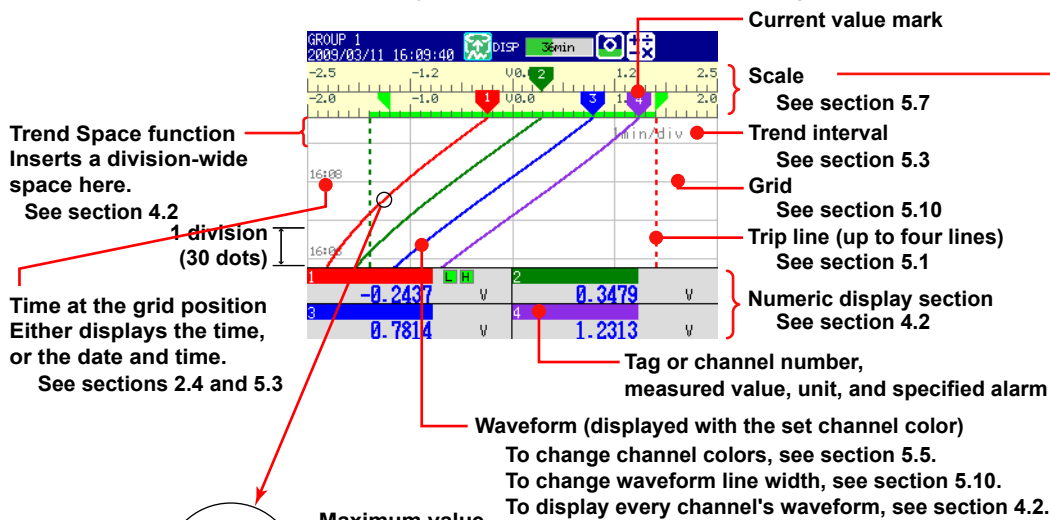 Current value mark
GROUP 1
2009/03/11 16:09:40
DISP
36min
-2.5 -1.2 V0. 2 1.2 2.5
-2.0 -1.0 1 V0.0 3 1. 4 2.0
Scale
See section 5.7
Trend Space function
Inserts a division-wide
space here.
See section 4.2
1min/div
Trend interval
See section 5.3
16:08
Grid
See section 5.10
1 division
(30 dots)
Trip line (up to four lines)
See section 5.1
1 L H 2
-0.2437 V 0.3479 V
3 4
0.7814 V 1.2313 V
Numeric display section
See section 4.2
Time at the grid position
Either displays the time,
or the date and time.
See sections 2.4 and 5.3
Tag or channel number,
measured value, unit, and specified alarm
Waveform (displayed with the set channel color)
To change channel colors, see section 5.5.
To change waveform line width, see section 5.10.
To display every channel's waveform, see section 4.2.
Maximum value